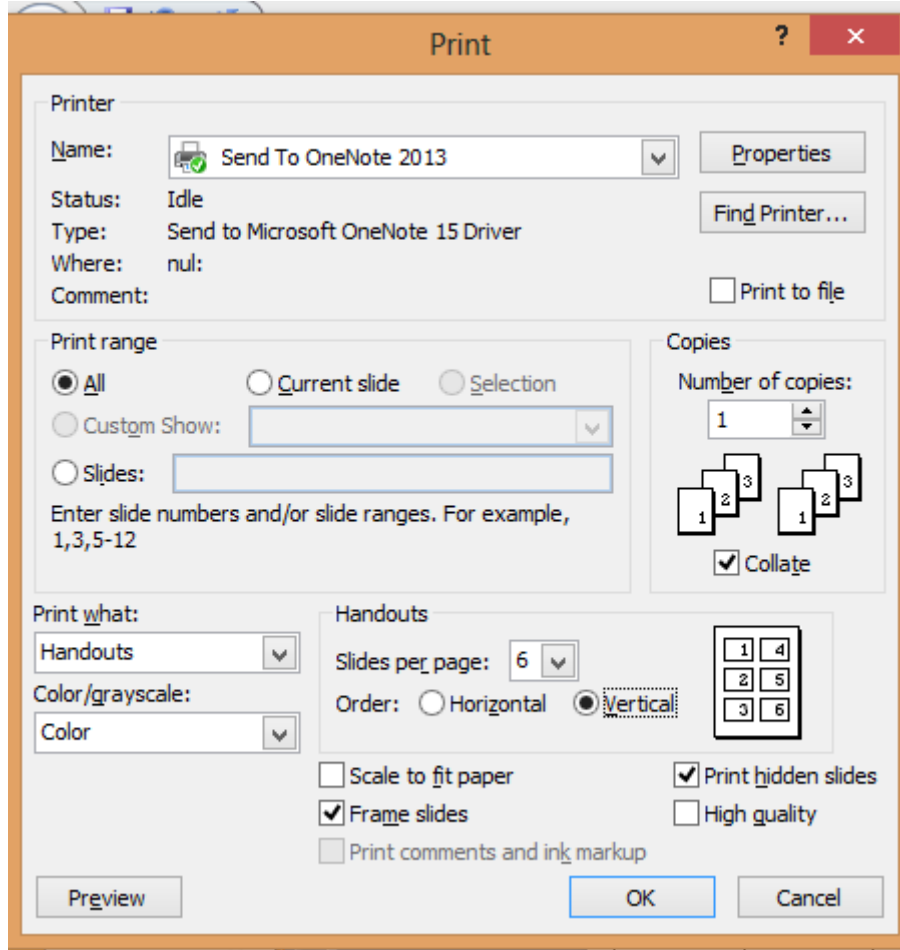 Print
?
Printer
Name:
Send To OneNote 2013
Properties
Status: Idle
Find Printer...
Type: Send to Microsoft OneNote 15 Driver
Where: nul:
Comment:
Print to file
Print range
All
Current slide
Selection
Custom Show:
Slides:
Enter slide numbers and/or slide ranges. For example,
1,3,5-12
Copies
Number of copies:
1
1 2 3 1 2 3
Collate
Print what:
Handouts
Color/grayscale:
Color
Handouts
Slides per page: 6
Order: Horizontal Vertical
1 4
2 5
3 6
Scale to fit paper
Print hidden slides
Frame slides
High quality
Print comments and ink markup
Preview
OK
Cancel